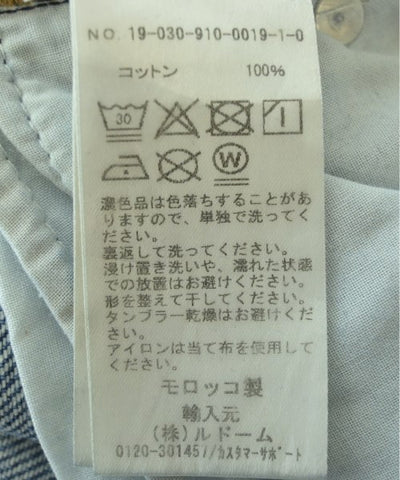 NO. 19-030-910-0019-1-0
コットン 100%
30
W
濃色品は色落ちすることがあ
りますので、単独で洗ってく
ださい。
裏返して洗ってください。
浸け置き洗いや、濡れた状態
での放置はお避けください。
形を整えて干してください。
タンブラー乾燥はお避けくださ
い。
アイロンは当て布を使用して
ください。
モロッコ製
輸入元
(株)ルドーム
0120-301457//カスタマーサポート